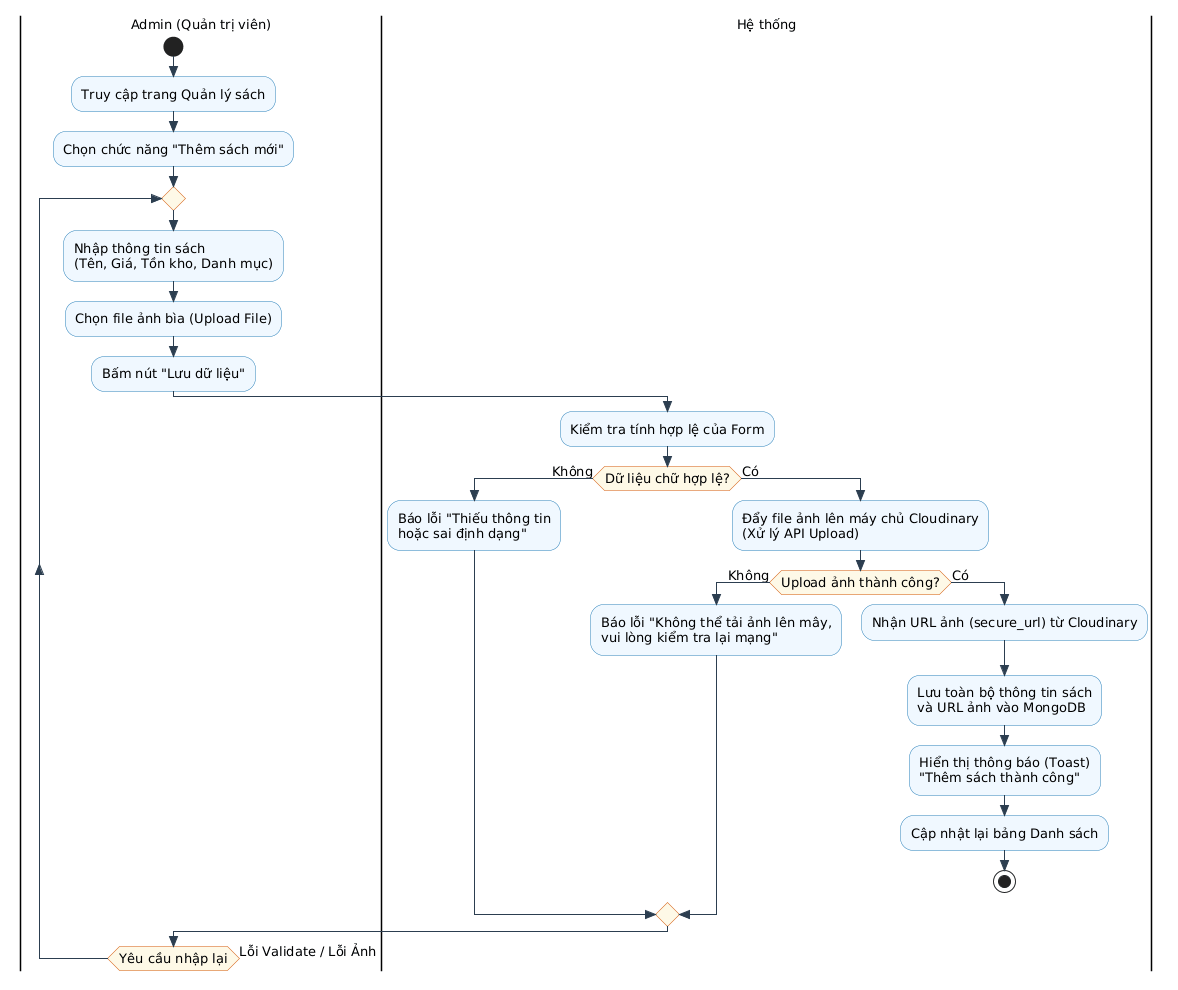 Admin (Quản trị viên)
Hệ thống
Truy cập trang Quản lý sách
Chọn chức năng "Thêm sách mới"
Nhập thông tin sách
(Tên, Giá, Tồn kho, Danh mục)
Chọn file ảnh bìa (Upload File)
Bấm nút "Lưu dữ liệu"
Kiểm tra tính hợp lệ của Form
Không
Dữ liệu chữ hợp lệ?
Có
Báo lỗi "Thiếu thông tin
hoặc sai định dạng"
Đẩy file ảnh lên máy chủ Cloudinary
(Xử lý API Upload)
Không
Upload ảnh thành công?
Có
Báo lỗi "Không thể tải ảnh lên mây,
vui lòng kiểm tra lại mạng"
Nhận URL ảnh (secure_url) từ Cloudinary
Lưu toàn bộ thông tin sách
và URL ảnh vào MongoDB
Hiển thị thông báo (Toast)
"Thêm sách thành công"
Cập nhật lại bảng Danh sách
Yêu cầu nhập lại
Lỗi Validate / Lỗi Ảnh